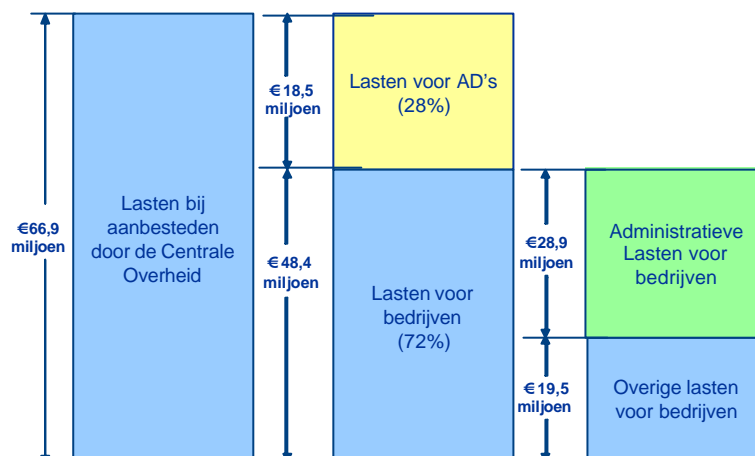 €66,9
miljoen
Lasten bij
aanbesteden
door de Centrale
Overheid
€18,5
miljoen
€48,4
miljoen
Lasten voor AD's
(28%)
Lasten voor
bedrijven
(72%)
€28,9
miljoen
€19,5
miljoen
Administratieve
Lasten voor
bedrijven
Overige lasten
voor bedrijven